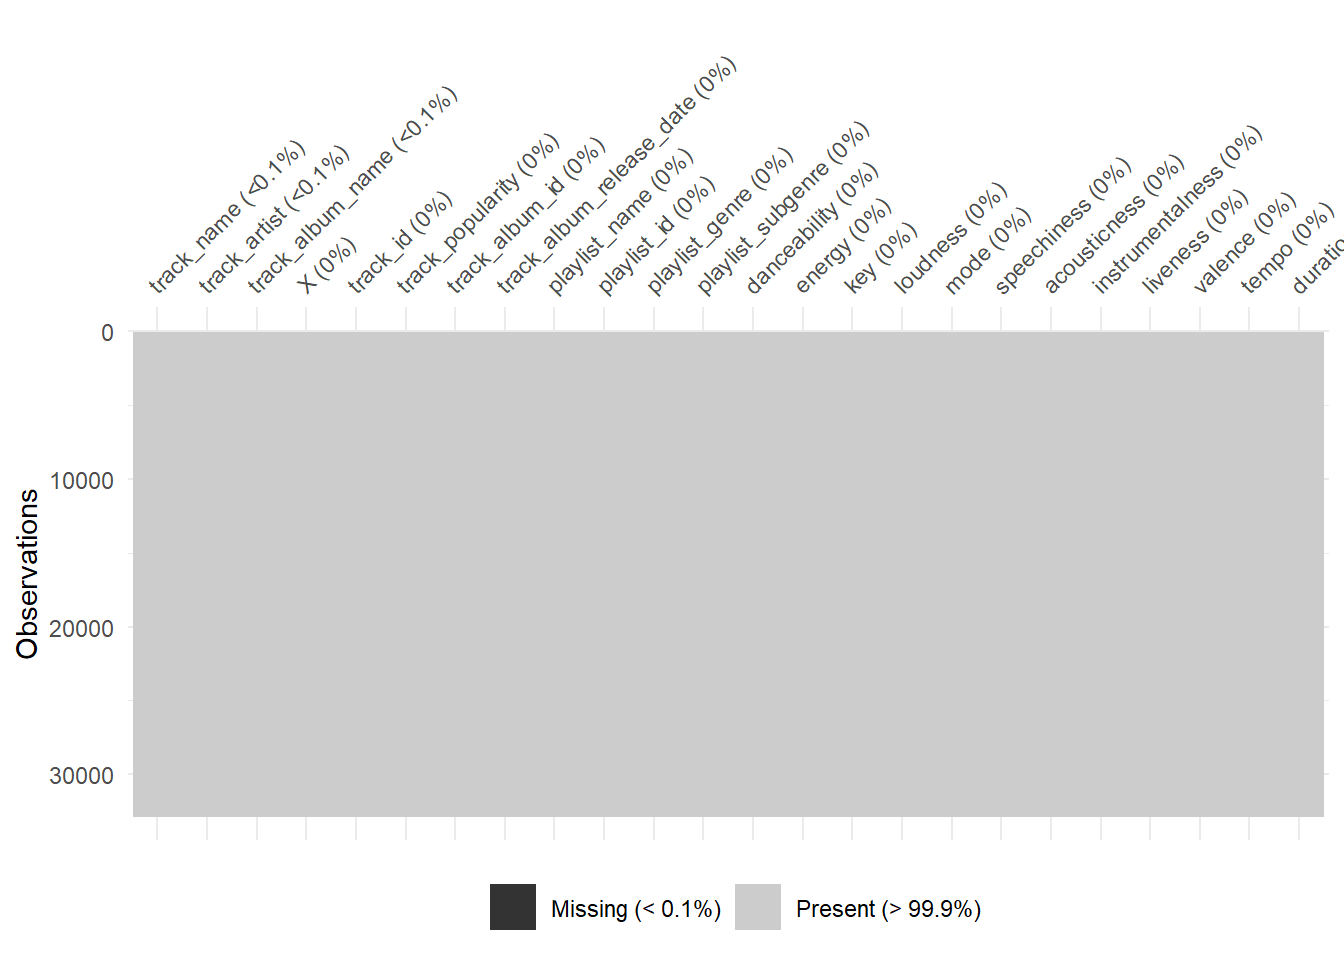 track_name (<0.1%)
track_artist (<0.1%)
track_album_name (<0.1%)
X (0%)
track_id (0%)
track_popularity (0%)
track_album_id (0%)
track_album_release_date (0%)
playlist_name (0%)
playlist_id (0%)
playlist_genre (0%)
playlist_subgenre (0%)
danceability (0%)
energy (0%)
key (0%)
loudness (0%)
mode (0%)
speechiness (0%)
acousticness (0%)
instrumentalness (0%)
liveness (0%)
valence (0%)
tempo (0%)
duratio
0
10000
20000
30000
Observations
Missing (< 0.1%)
Present (> 99.9%)